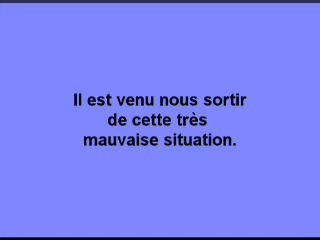 Il est venu nous sortir
de cette très
mauvaise situation.